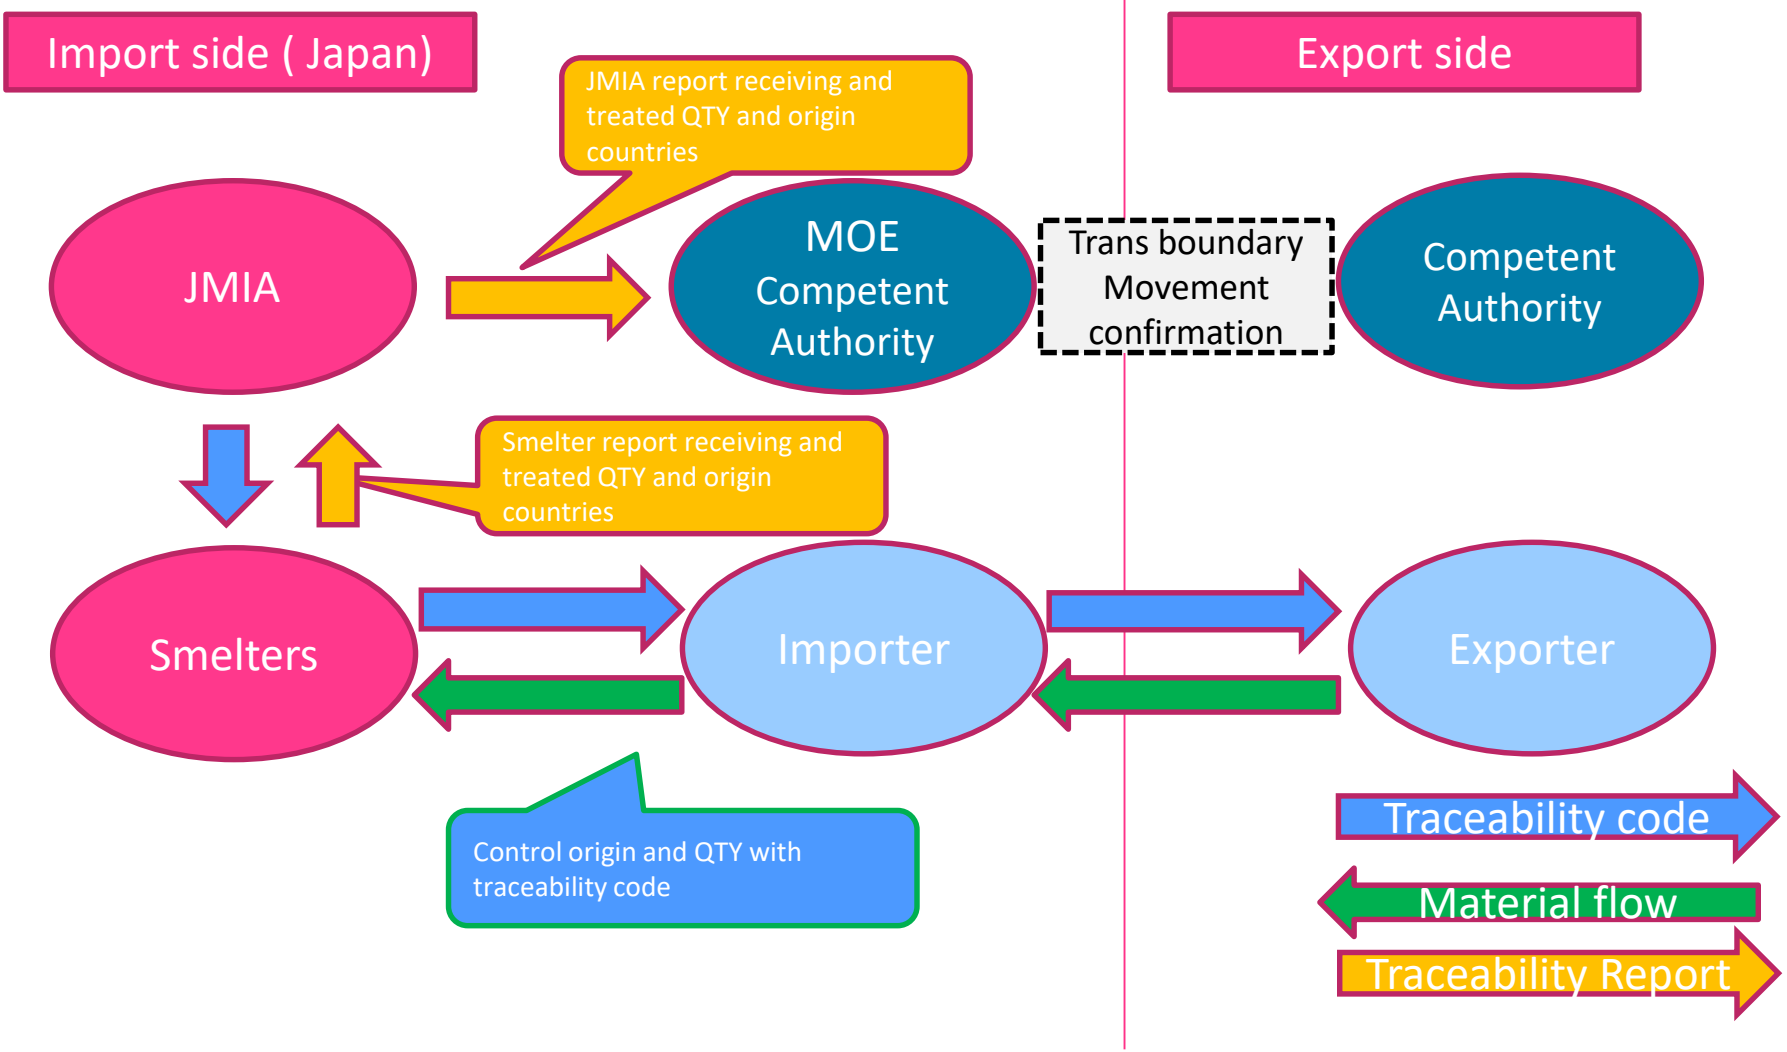 Import side ( Japan)
Export side
JMIA report receiving and
treated QTY and origin
countries
JMIA
MOE
Competent
Authority
Trans boundary
Movement
confirmation
Competent
Authority
Smelter report receiving and
treated QTY and origin
countries
Smelters
Importer
Exporter
Control origin and QTY with
traceability code
Traceability code
Material flow
Traceability Report